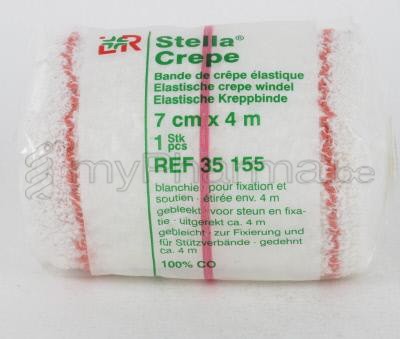 L&R Stella®
Crepe
Bande de crêpe élastique
Elastische crepe windel
Elastische Kreppbinde
7 cm x 4 m
1 Stk
pcs
REF 35 155
blanchie · pour fixation et
soutien · étirée env. 4 m
gebleekt · voor steun en fixa-
tie · uitgerekt ca. 4 m
gebleicht · zur Fixierung und
für Stützverbände · gedehnt
ca. 4 m
100% CO
myPharma.be